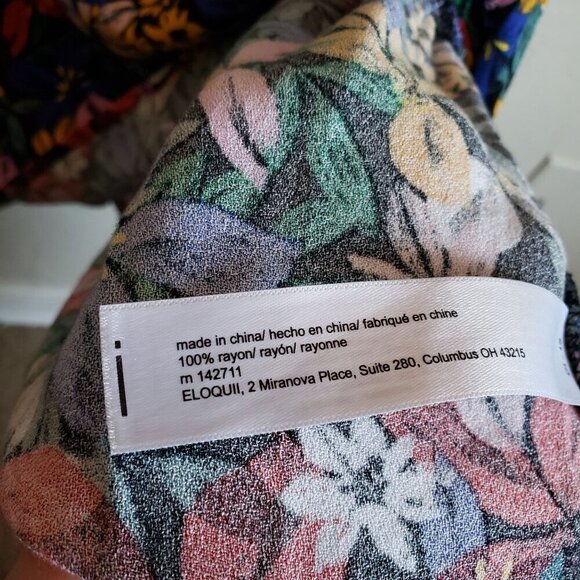 i
made in china/ hecho en china/ fabriqué en chine
100% rayon/ rayón/ rayonne
rn 142711
ELOQUII, 2 Miranova Place, Suite 280, Columbus OH 43215